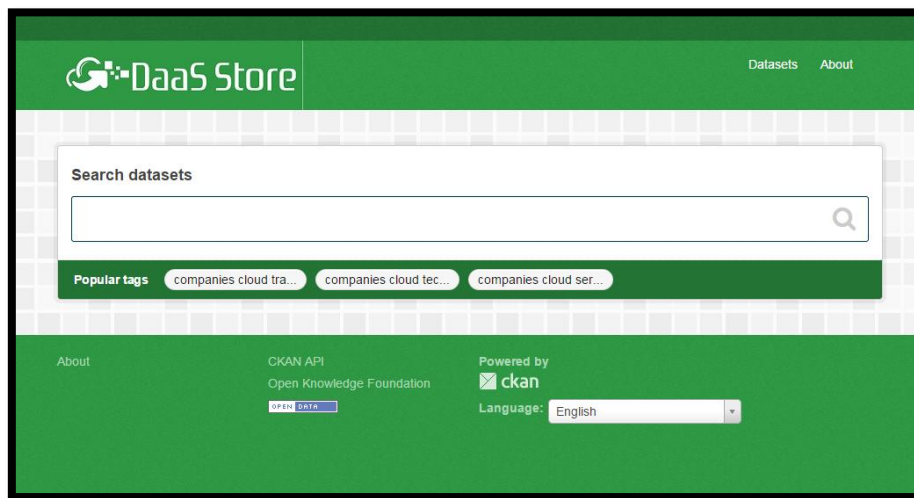 DaaS Store
Datasets About
Search datasets
Popular tags companies cloud tra... companies cloud tec... companies cloud ser...
About
CKAN API
Open Knowledge Foundation
OPEN DATA
Powered by
ckan
Language: English